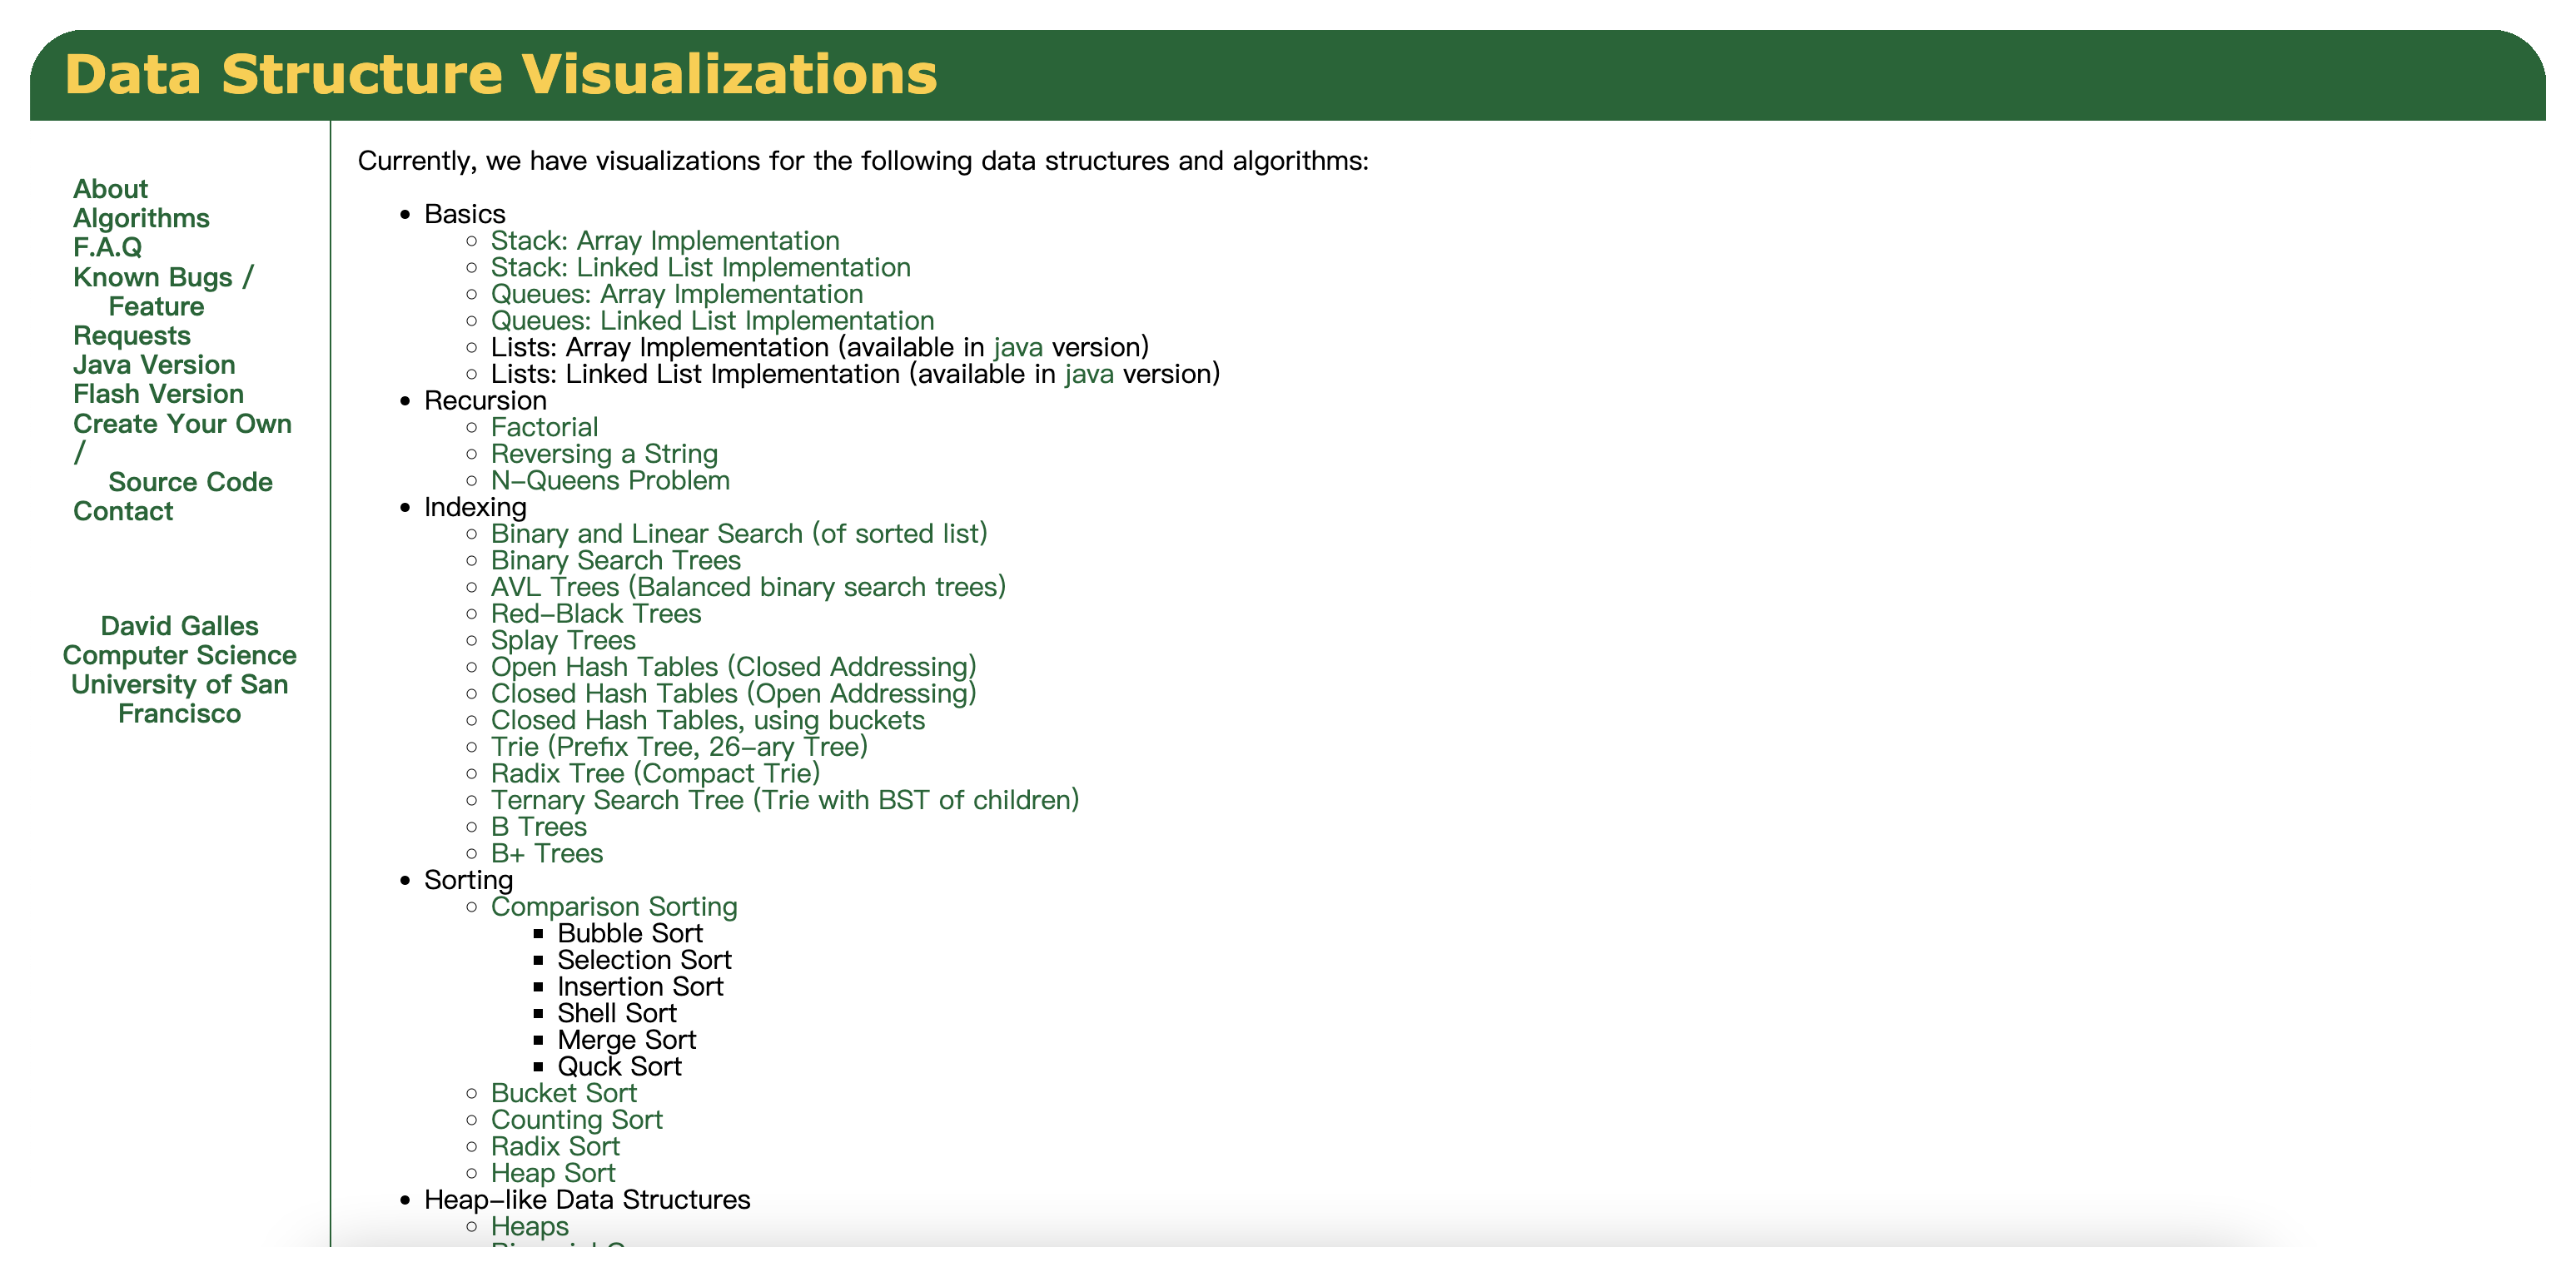 Data Structure Visualizations
About
Algorithms
F.A.Q
Known Bugs /
Feature
Requests
Java Version
Flash Version
Create Your Own
/
Source Code
Contact
David Galles
Computer Science
University of San
Francisco
Currently, we have visualizations for the following data structures and algorithms:
Basics
Stack: Array Implementation
Stack: Linked List Implementation
Queues: Array Implementation
Queues: Linked List Implementation
Lists: Array Implementation (available in java version)
Lists: Linked List Implementation (available in java version)
Recursion
Factorial
Reversing a String
N-Queens Problem
Indexing
Binary and Linear Search (of sorted list)
Binary Search Trees
AVL Trees (Balanced binary search trees)
Red-Black Trees
Splay Trees
Open Hash Tables (Closed Addressing)
Closed Hash Tables (Open Addressing)
Closed Hash Tables, using buckets
Trie (Prefix Tree, 26-ary Tree)
Radix Tree (Compact Trie)
Ternary Search Tree (Trie with BST of children)
B Trees
B+ Trees
Sorting
Comparison Sorting
Bubble Sort
Selection Sort
Insertion Sort
Shell Sort
Merge Sort
Quck Sort
Bucket Sort
Counting Sort
Radix Sort
Heap Sort
Heap-like Data Structures
Heaps